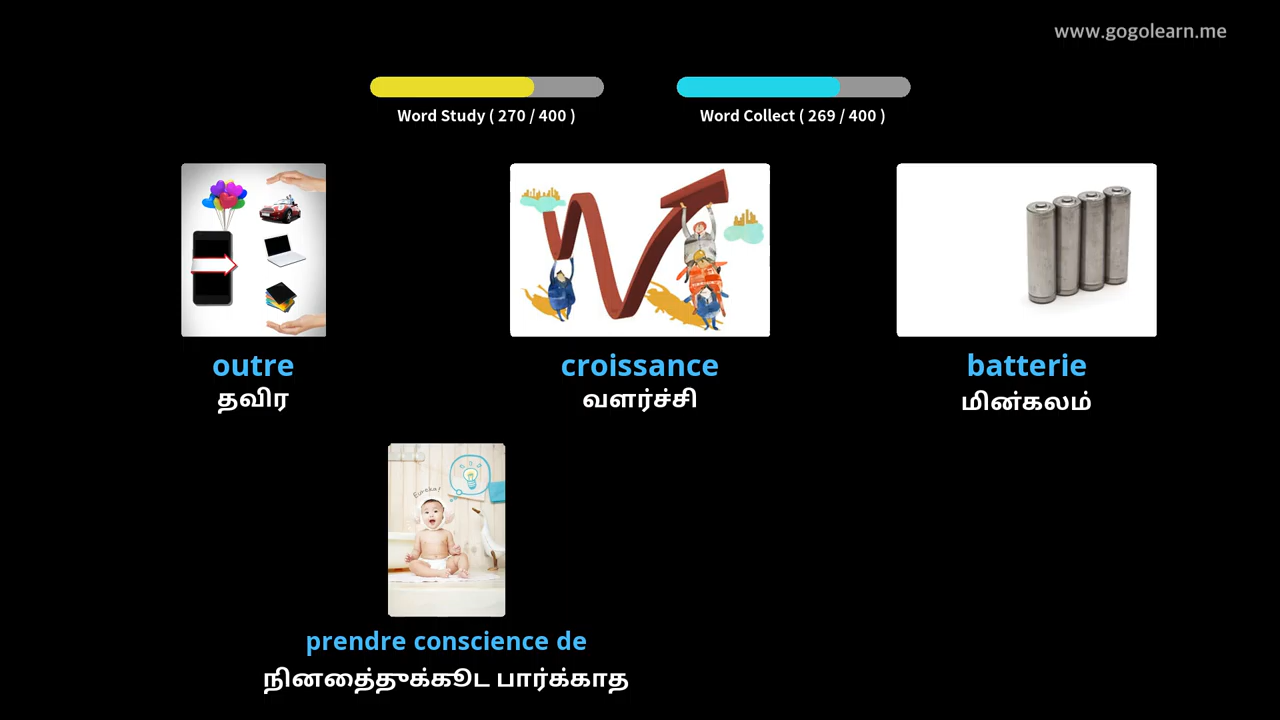 www.gogolearn.me
Word Study ( 270 / 400 )
Word Collect ( 269 / 400 )
outre
தவிர
croissance
வளர்ச்சி
batterie
மின்கலம்
Eureka!
prendre conscience de
நினைத்துக்கூட பார்க்காத